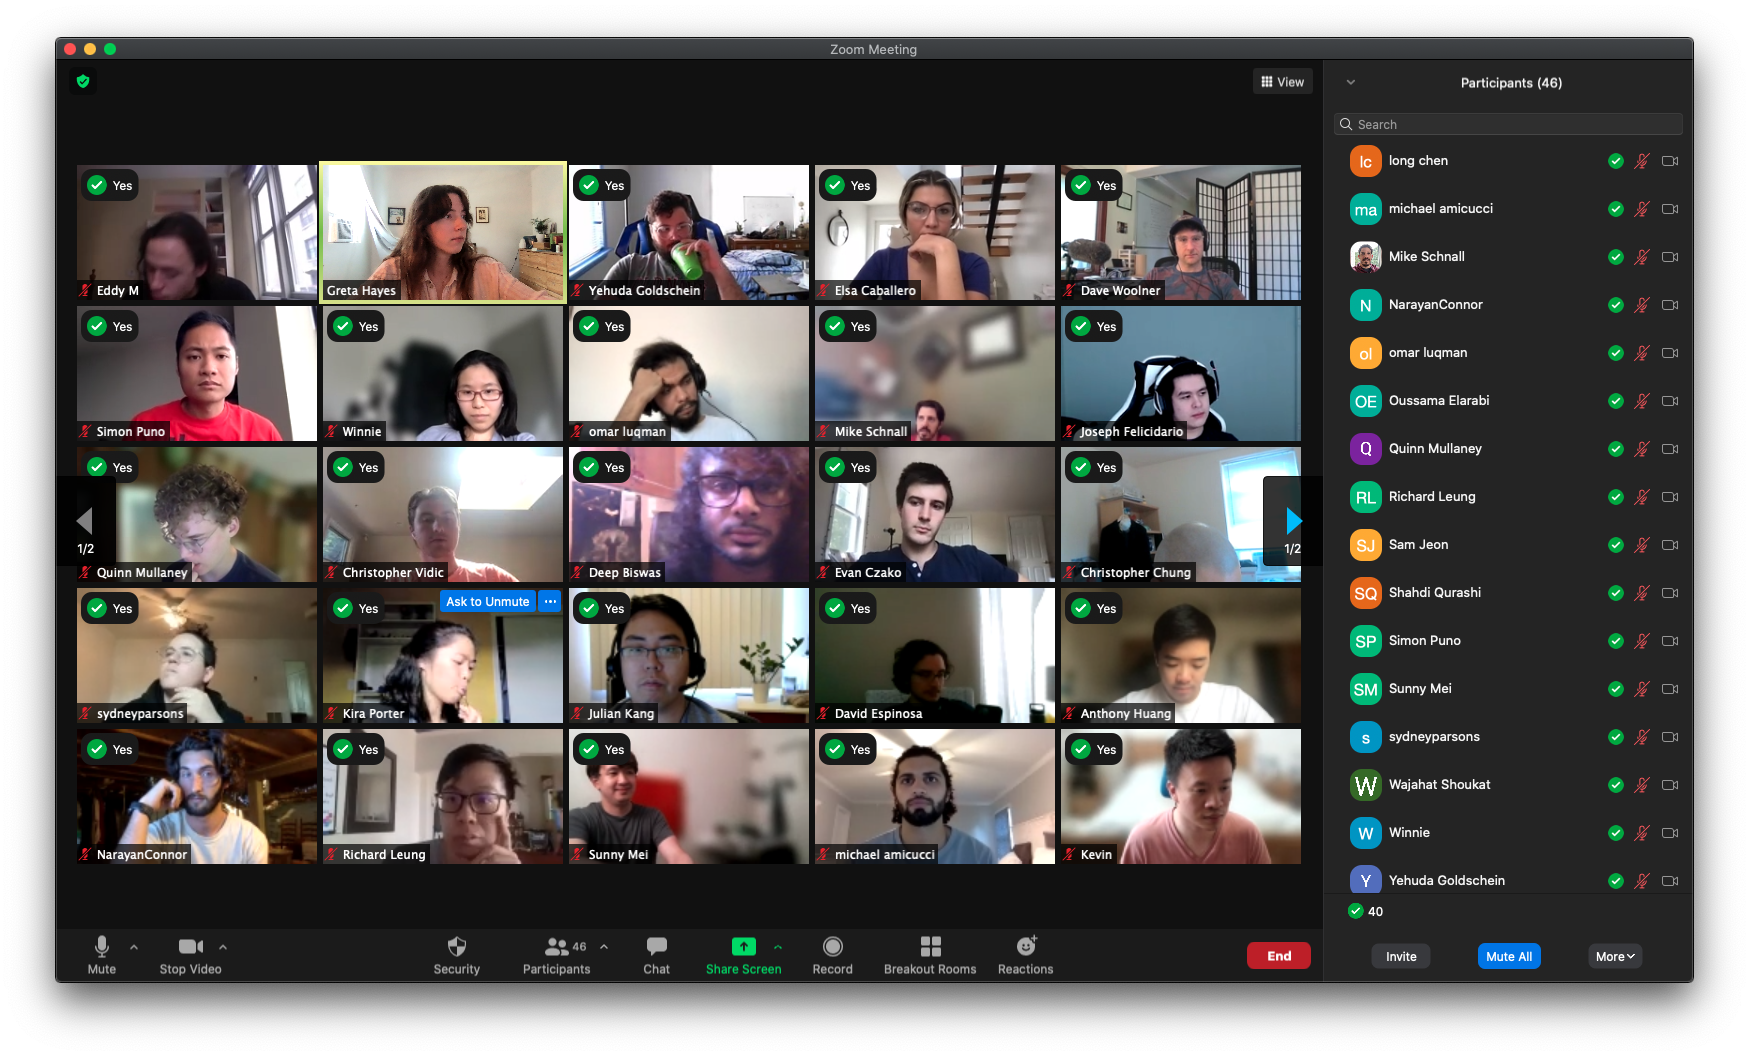 Zoom Meeting
View
Yes
Eddy M
Greta Hayes
Yes
Yehuda Goldschein
Yes
Elsa Caballero
Yes
Dave Woolner
Yes
Simon Puno
Yes
Winnie
Yes
omar luqman
Yes
Mike Schnall
Yes
Joseph Felicidario
Yes
1/2
Quinn Mullaney
Yes
Christopher Vidic
Yes
Deep Biswas
Yes
Evan Czako
Yes
1/2
Christopher Chung
Yes
sydneyparsons
Yes
Ask to Unmute
Kira Porter
Yes
Julian Kang
Yes
David Espinosa
Yes
Anthony Huang
Yes
NarayanConnor
Yes
Richard Leung
Yes
Sunny Mei
Yes
michael amicucci
Yes
Kevin
Mute
Stop Video
Security
46
Participants
Chat
Share Screen
Record
Breakout Rooms
Reactions
End
Participants (46)
Search
lc long chen
ma michael amicucci
Mike Schnall
N NarayanConnor
ol omar luqman
OE Oussama Elarabi
Q Quinn Mullaney
RL Richard Leung
SJ Sam Jeon
SQ Shahdi Qurashi
SP Simon Puno
SM Sunny Mei
s sydneyparsons
W Wajahat Shoukat
W Winnie
Y Yehuda Goldschein
40
Invite
Mute All
More